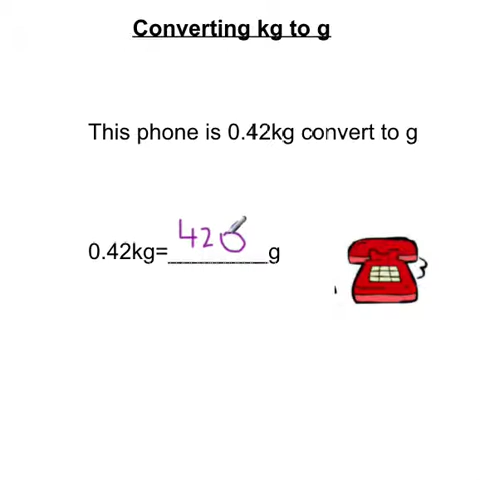 Converting kg to g
This phone is 0.42kg convert to g
0.42kg=420g